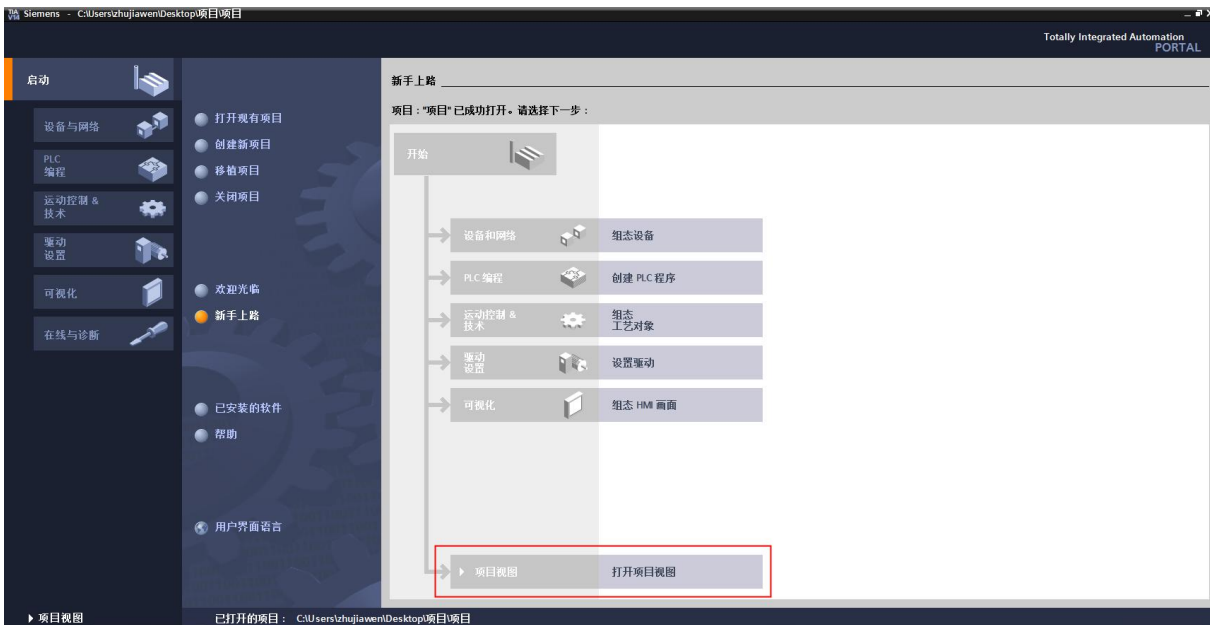 TIA V18 Siemens - C:\Users\zhujiawen\Desktop\项目\项目
Totally Integrated Automation
PORTAL
启动
设备与网络
PLC
编程
运动控制 &
技术
驱动
设置
可视化
在线与诊断
打开现有项目
创建新项目
移植项目
关闭项目
欢迎光临
新手上路
已安装的软件
帮助
用户界面语言
新手上路
项目："项目" 已成功打开。请选择下一步：
开始
设备和网络
组态设备
PLC 编程
创建 PLC 程序
运动控制 &
技术
组态
工艺对象
驱动
设置
设置驱动
可视化
组态 HMI 画面
项目视图
打开项目视图
项目视图
已打开的项目： C:\Users\zhujiawen\Desktop\项目\项目